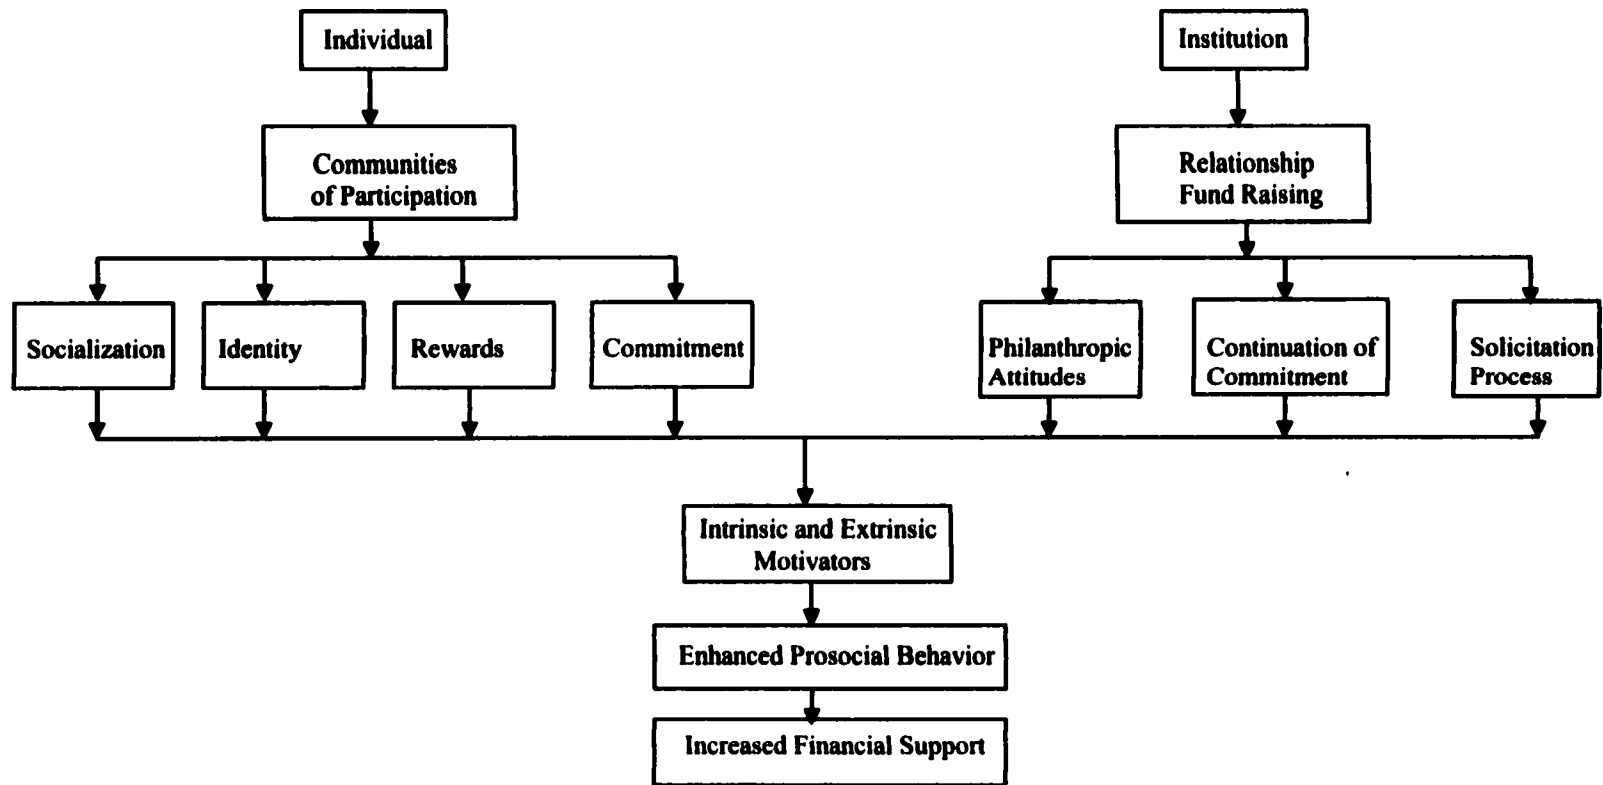 Individual
Institution
Communities
of Participation
Relationship
Fund Raising
Socialization
Identity
Rewards
Commitment
Philanthropic
Attitudes
Continuation of
Commitment
Solicitation
Process
Intrinsic and Extrinsic
Motivators
Enhanced Prosocial Behavior
Increased Financial Support